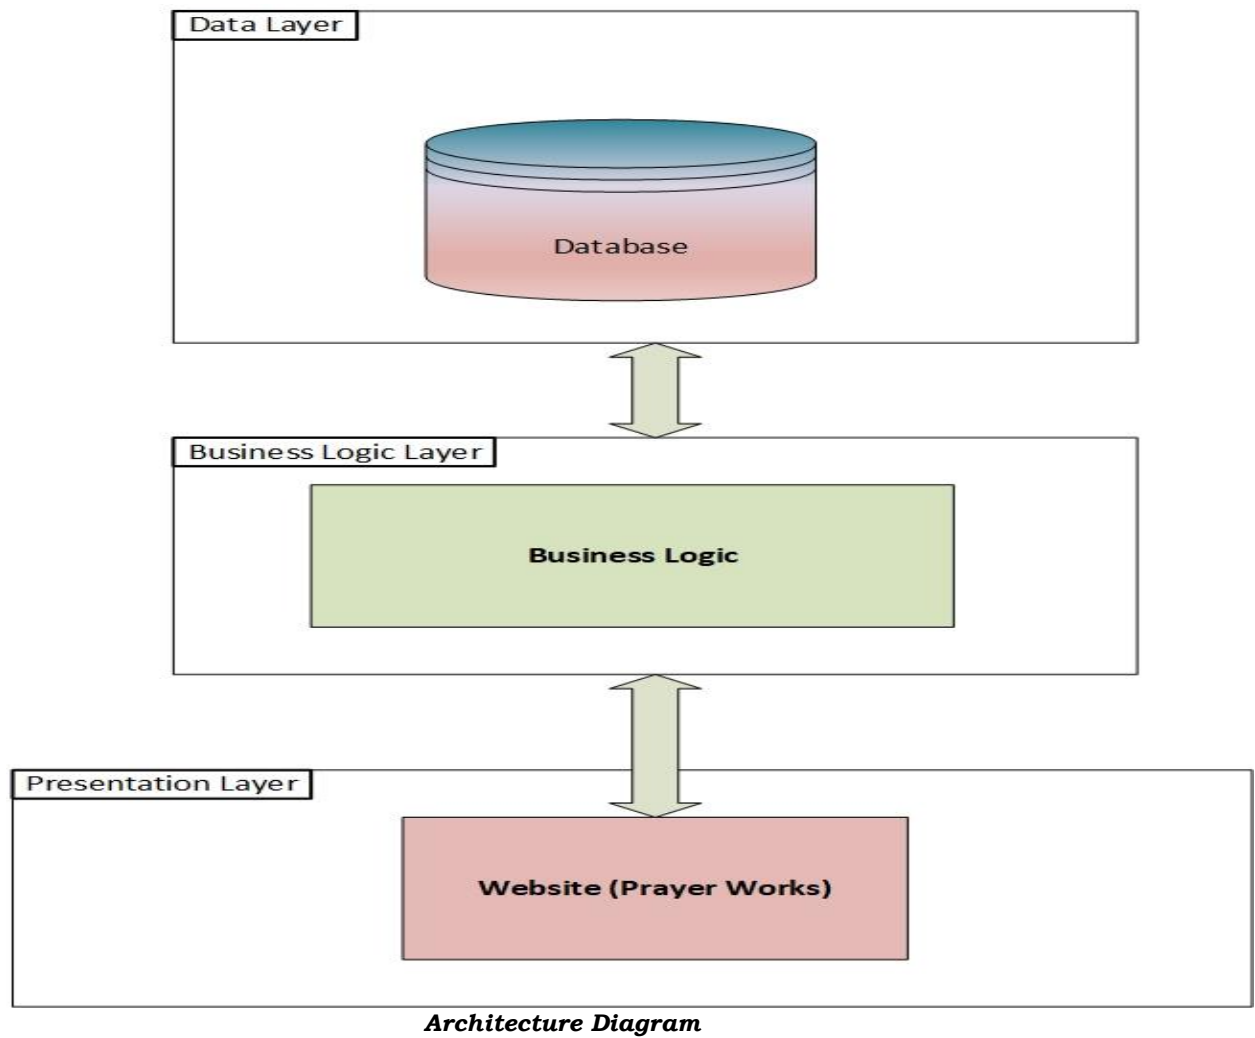 Data Layer
Database
Business Logic Layer
Business Logic
Presentation Layer
Website (Prayer Works)
Architecture Diagram